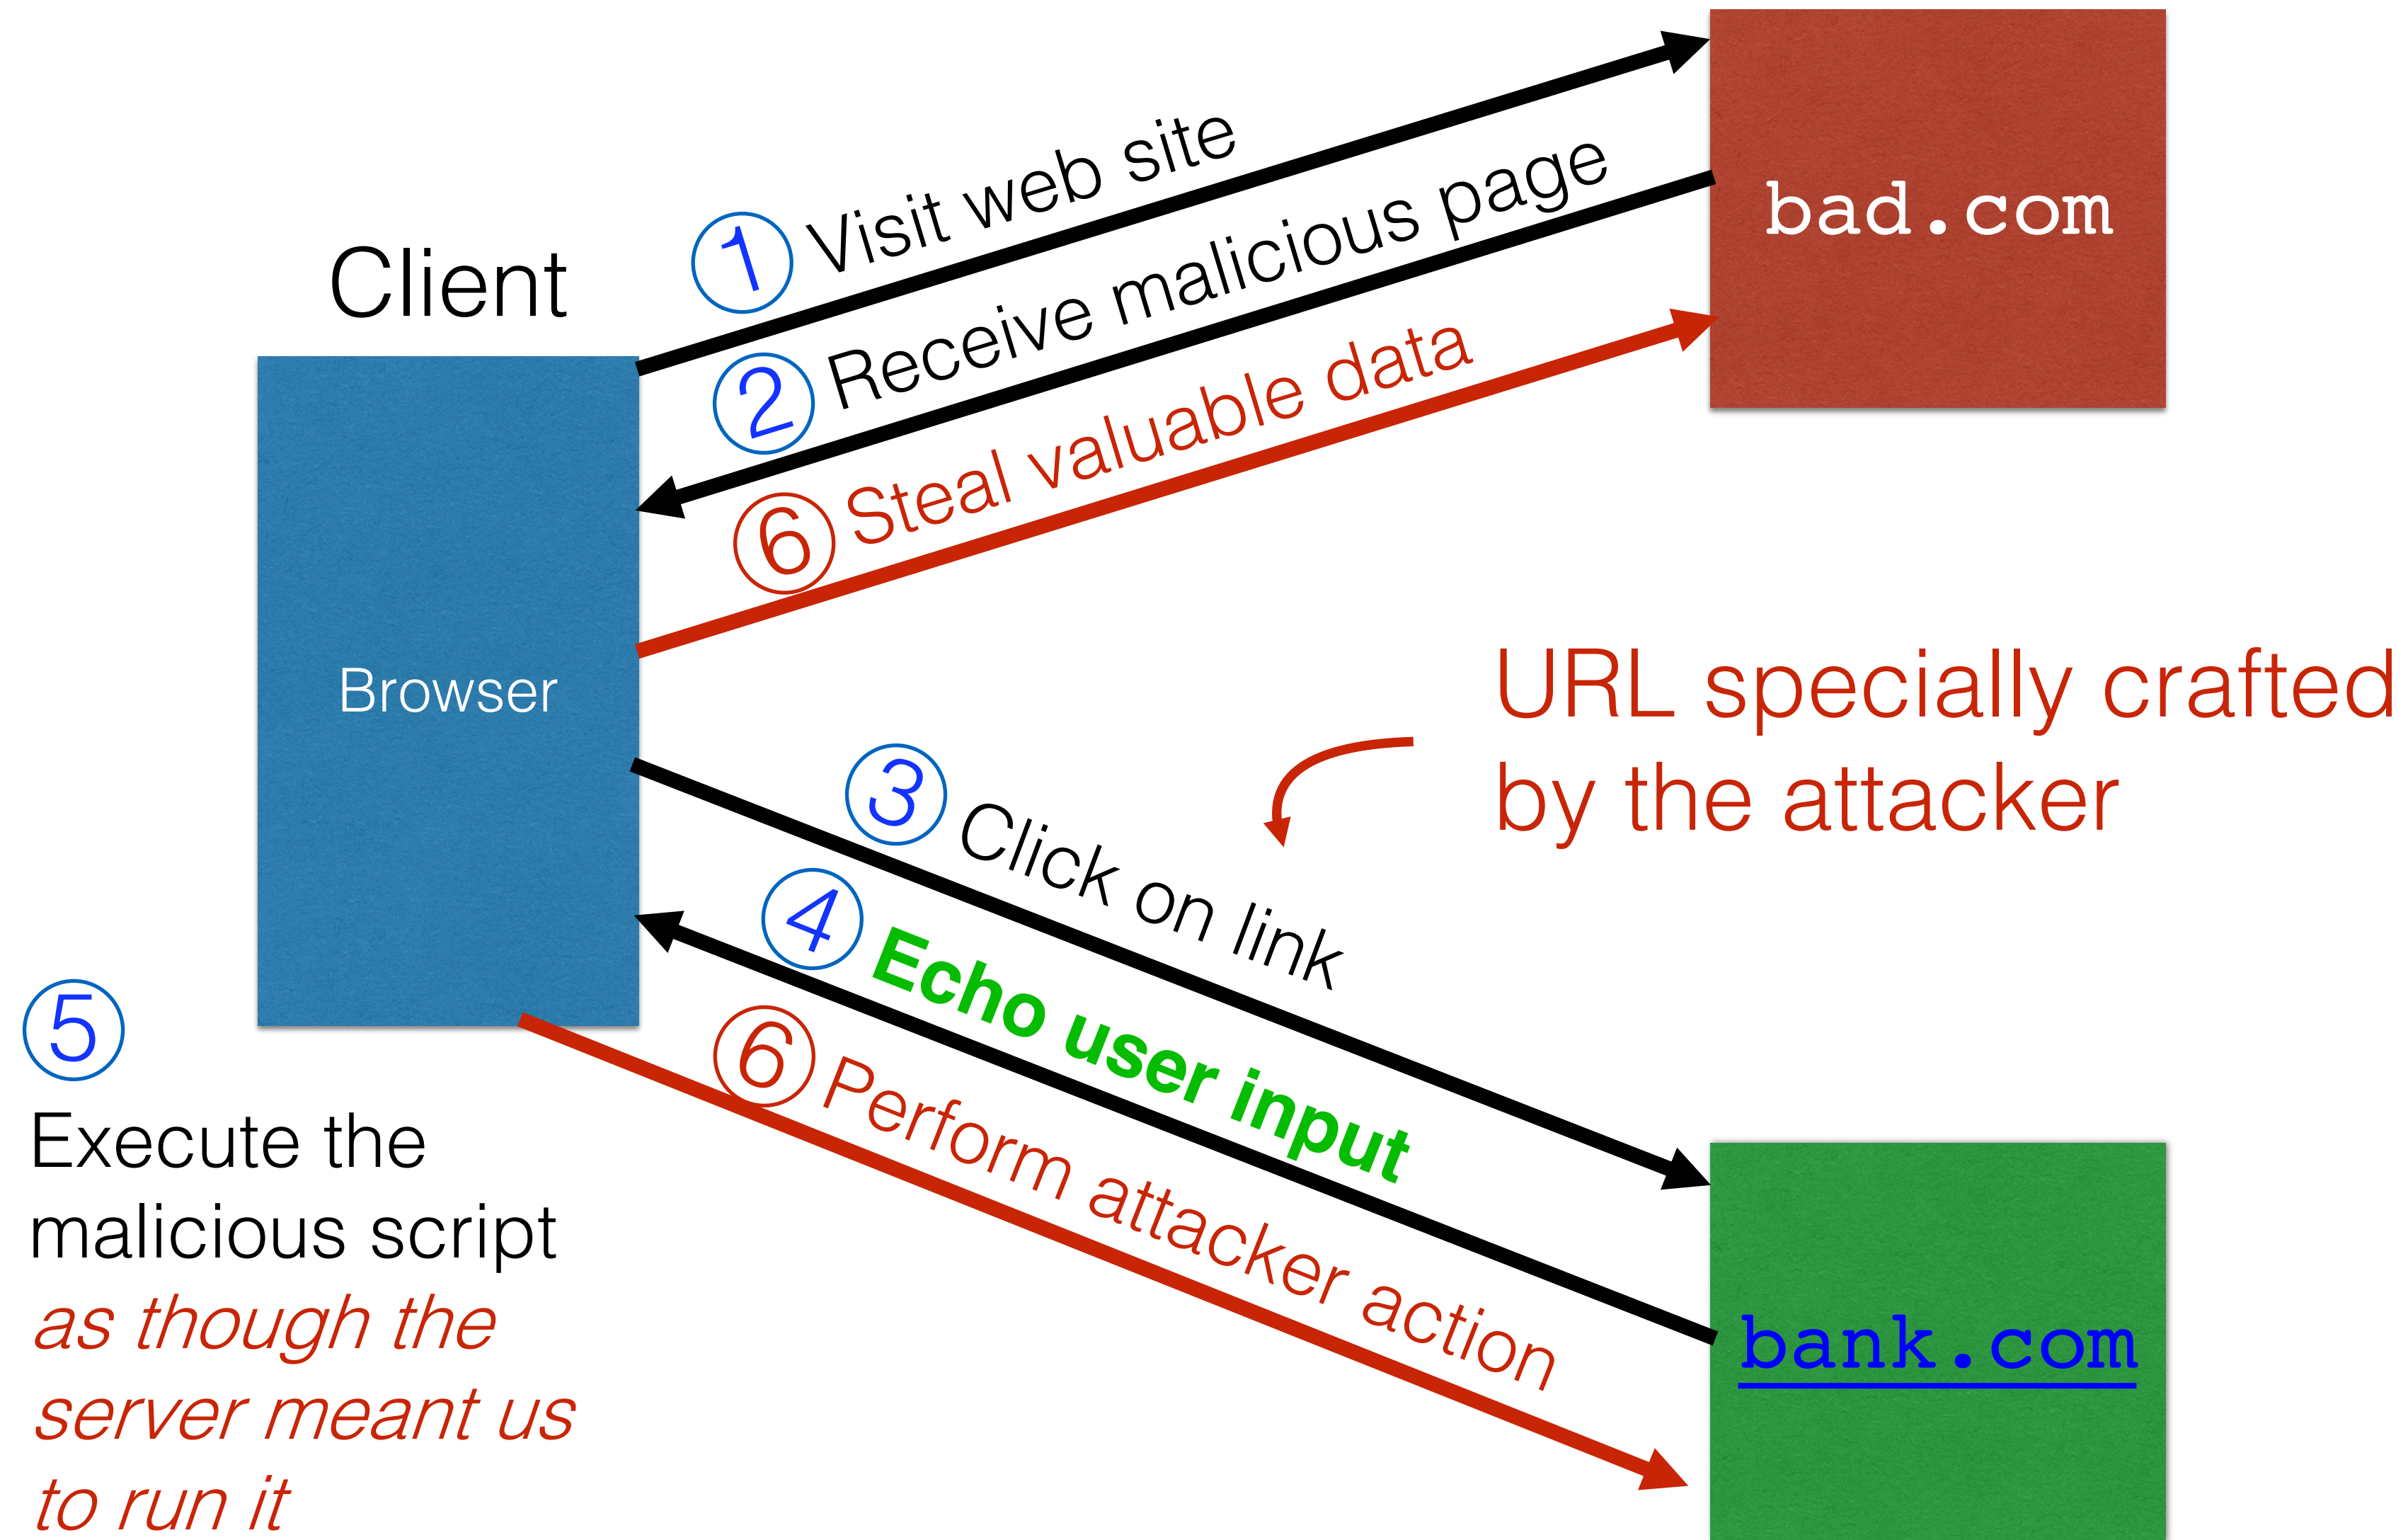 Client
Browser
bad.com
① Visit web site
② Receive malicious page
⑥ Steal valuable data
URL specially crafted
by the attacker
③ Click on link
④ Echo user input
⑥ Perform attacker action
bank.com
⑤
Execute the
malicious script
as though the
server meant us
to run it